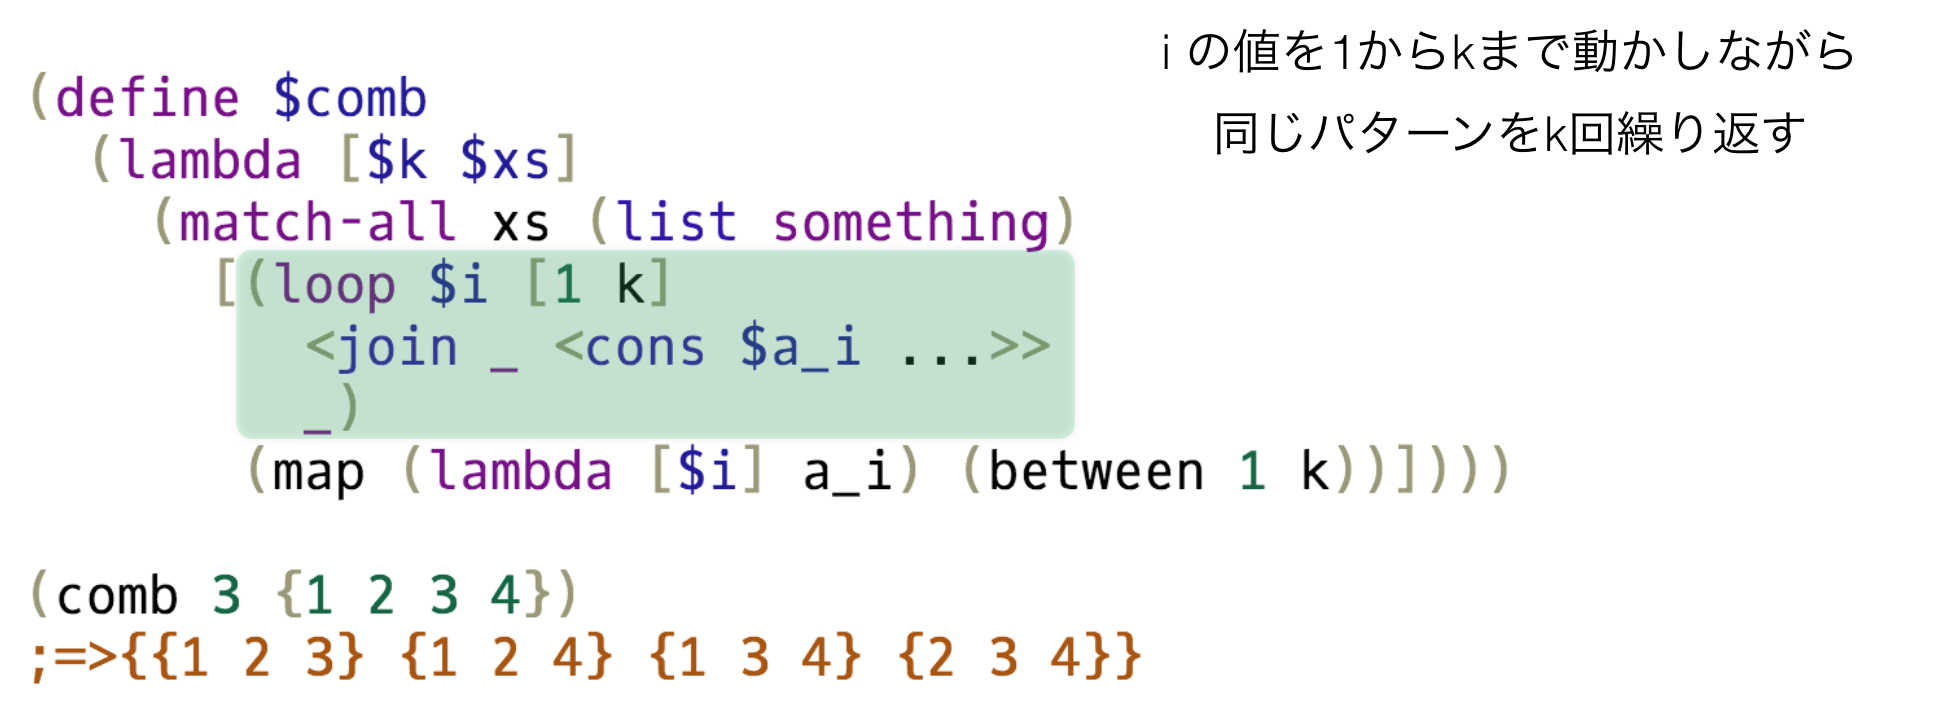 i の値を1からkまで動かしながら
同じパターンをk回繰り返す
(define $comb
(lambda [$k $xs]
(match-all xs (list something)
[(loop $i [1 k]
<join _ <cons $a_i ...>>
_)
(map (lambda [$i] a_i) (between 1 k))])))
(comb 3 {1 2 3 4})
;=>{{1 2 3} {1 2 4} {1 3 4} {2 3 4}}